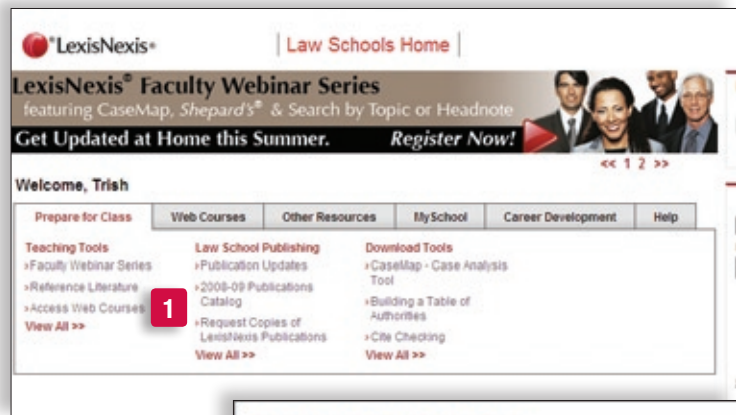 LexisNexis®
Law Schools Home
LexisNexis® Faculty Webinar Series
featuring CaseMap, Shepard's® & Search by Topic or Headnote
Get Updated at Home this Summer. Register Now!
<< 1 2 >>
Welcome, Trish
Prepare for Class Web Courses Other Resources My School Career Development Help
Teaching Tools
›Faculty Webinar Series
›Reference Literature
›Access Web Courses
View All >>
1
Law School Publishing
›Publication Updates
›2008-09 Publications
Catalog
›Request Copies of
LexisNexis Publications
View All >>
Download Tools
›CaseMap - Case Analysis
Tool
›Building a Table of
Authorities
›Cite Checking
View All >>